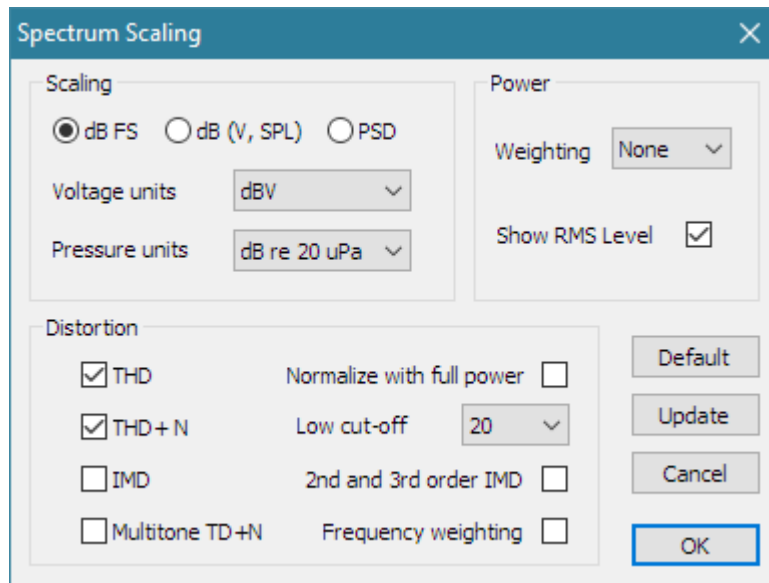 Spectrum Scaling
Scaling
dB FS dB (V, SPL) PSD
Voltage units dBV
Pressure units dB re 20 uPa
Power
Weighting None
Show RMS Level
Distortion
THD Normalize with full power
THD+N Low cut-off 20
IMD 2nd and 3rd order IMD
Multitone TD+N Frequency weighting
Default
Update
Cancel
OK